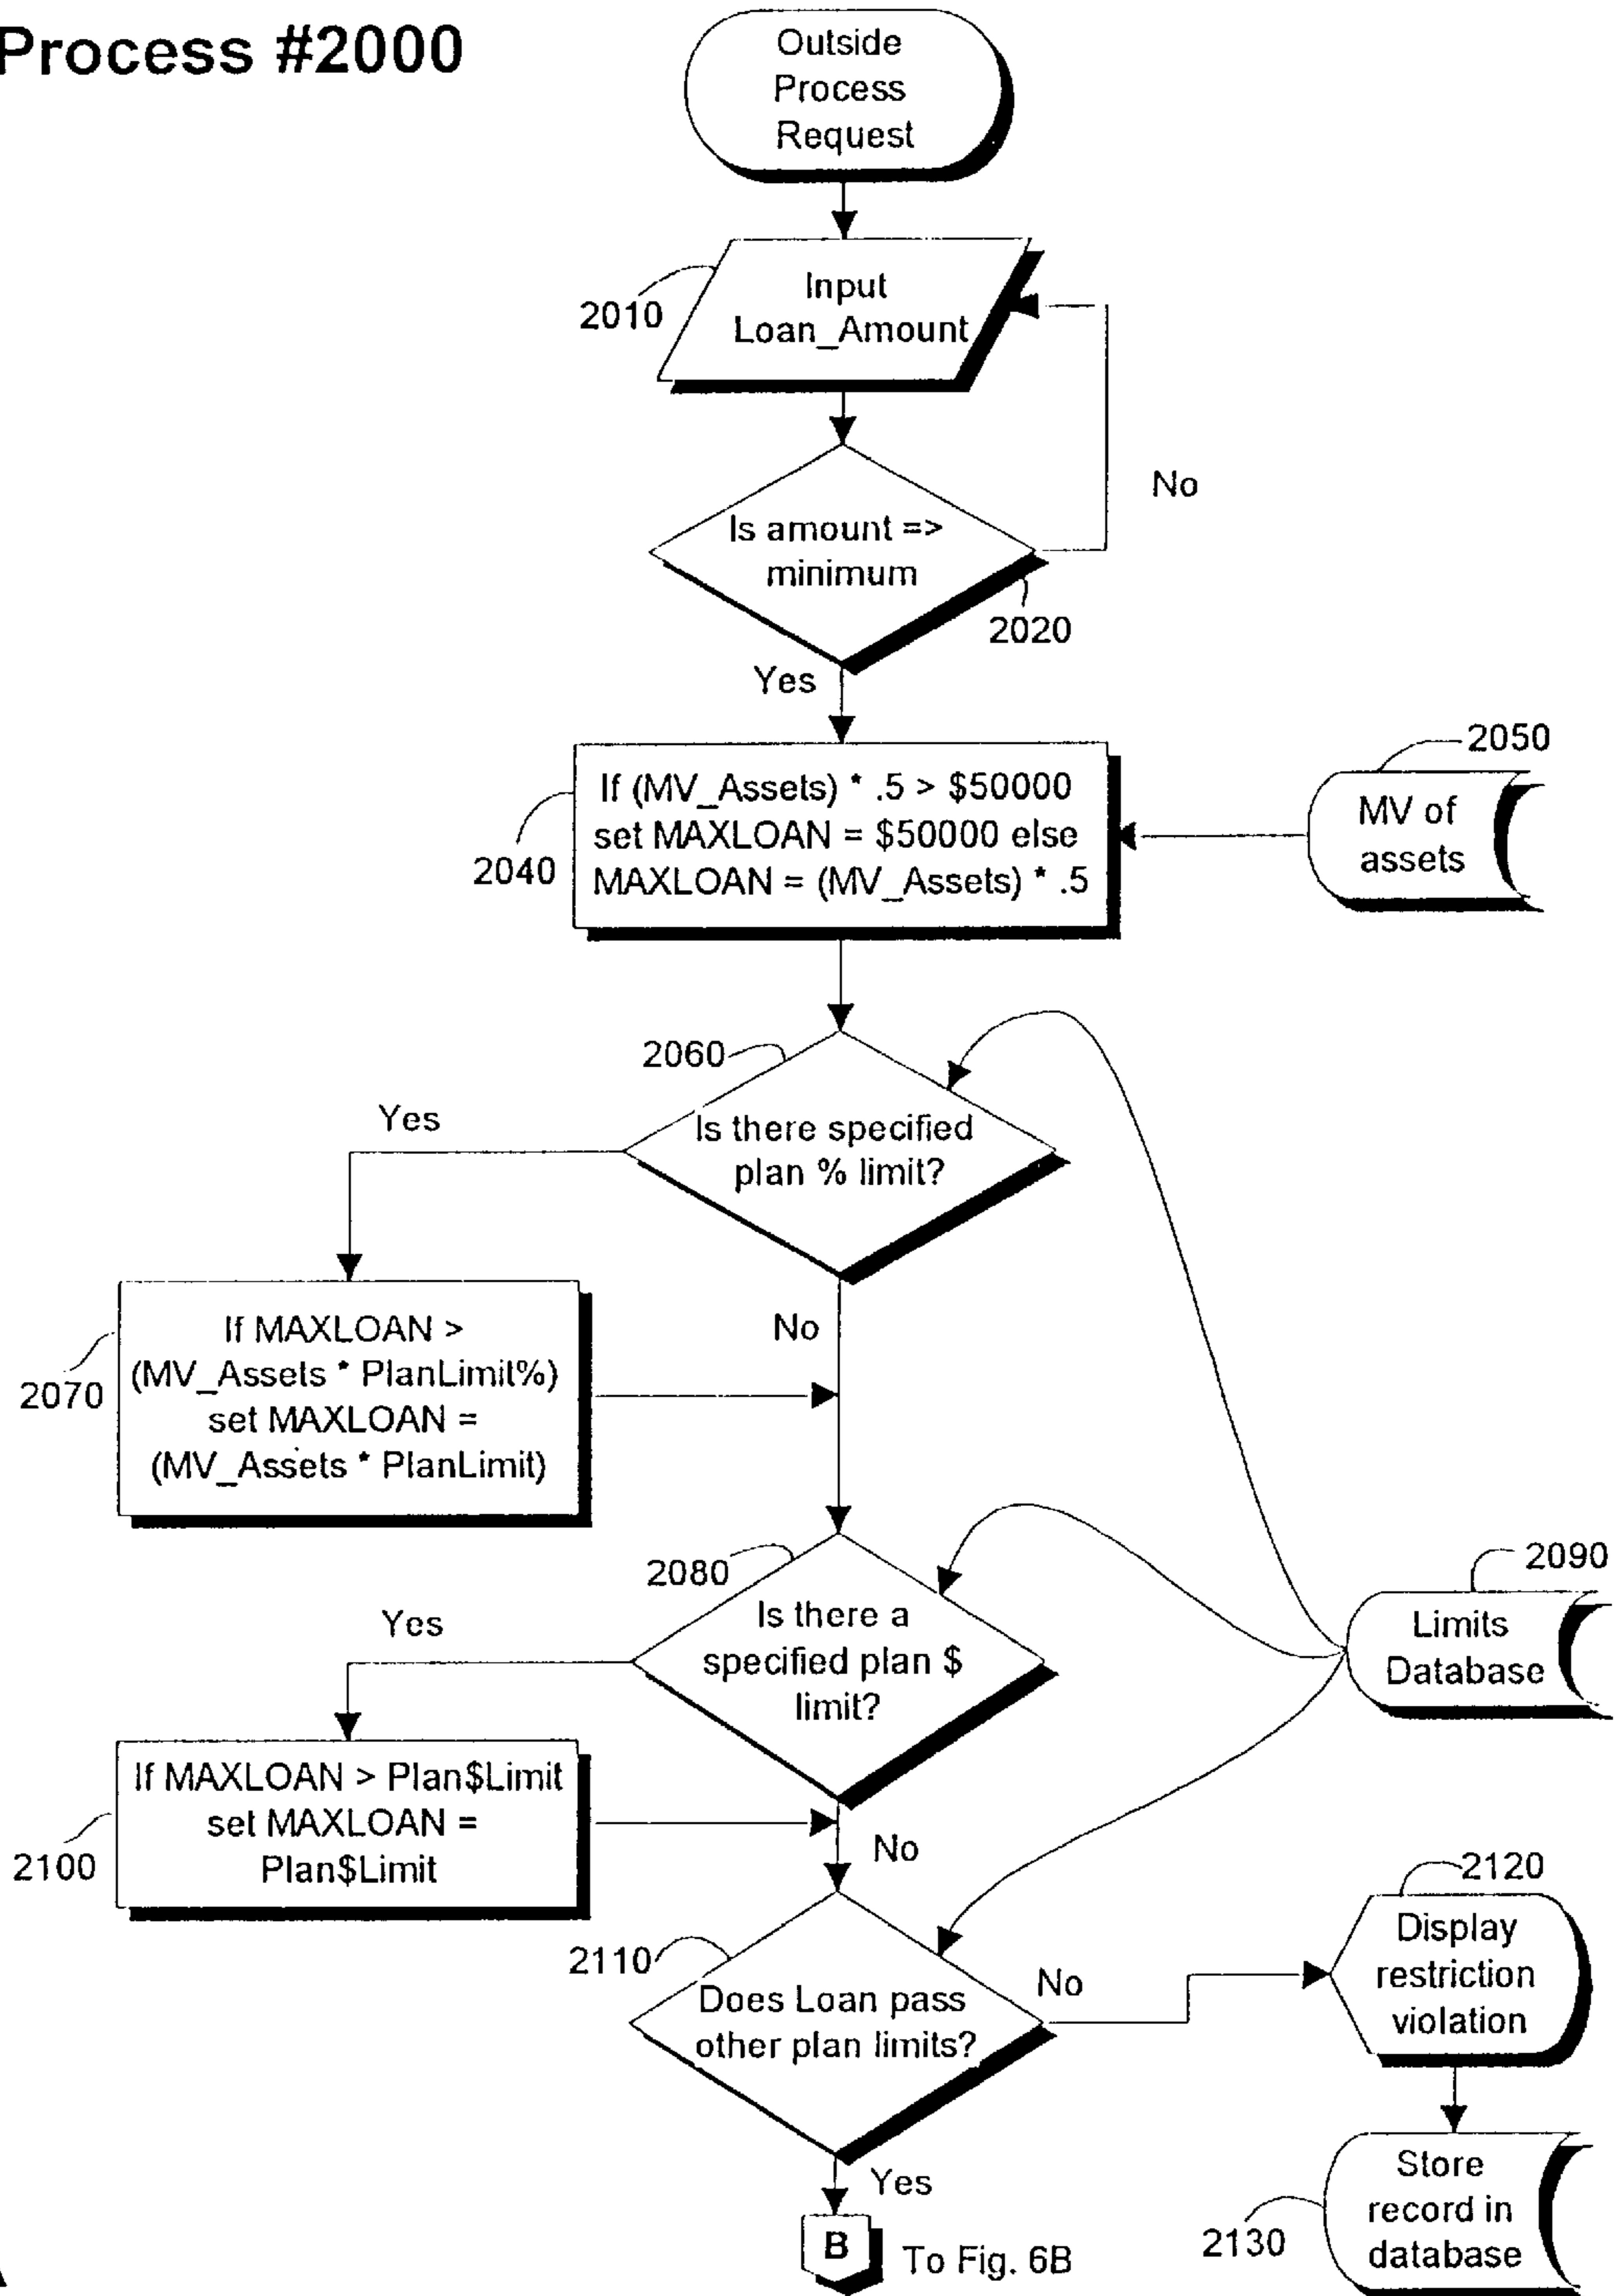 Process #2000
Outside
Process
Request
2010
Input
Loan_Amount
No
Is amount =>
minimum
2020
Yes
2050
MV of
assets
If (MV_Assets) * .5 > $50000
set MAXLOAN = $50000 else
MAXLOAN = (MV_Assets) * .5
2040
2060
Yes
Is there specified
plan % limit?
No
If MAXLOAN >
(MV_Assets * PlanLimit%)
set MAXLOAN =
(MV_Assets * PlanLimit)
2070
2080
2090
Limits
Database
Yes
Is there a
specified plan $
limit?
If MAXLOAN > Plan$Limit
set MAXLOAN =
Plan$Limit
2100
No
2120
Display
restriction
violation
2110
No
Does Loan pass
other plan limits?
Yes
Store
record in
database
2130
B
To Fig. 6B